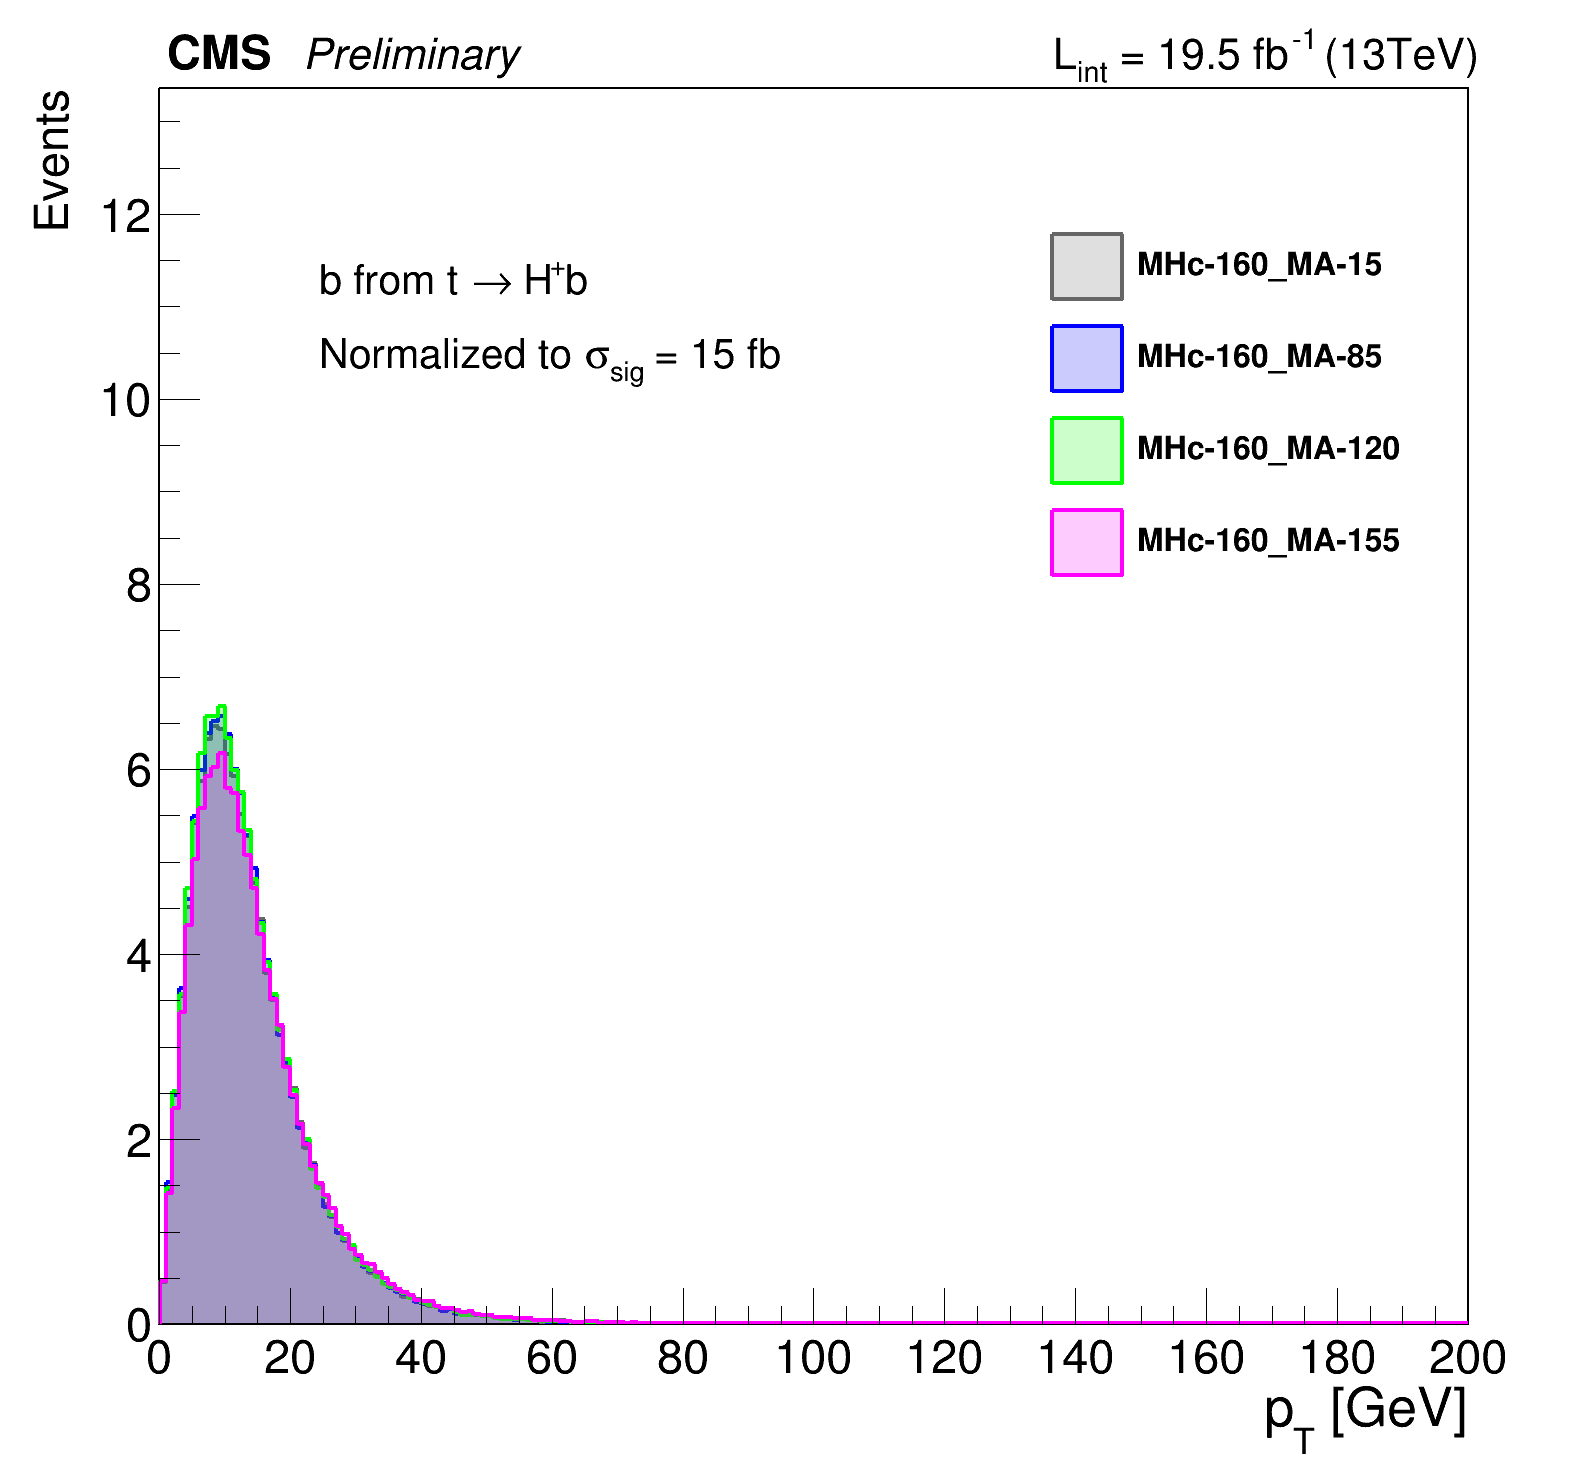 CMS Preliminary L_int = 19.5 fb^-1 (13TeV)
Events
b from t → H^+b
Normalized to σ_sig = 15 fb
MHc-160_MA-15
MHc-160_MA-85
MHc-160_MA-120
MHc-160_MA-155
12
10
8
6
4
2
0
0 20 40 60 80 100 120 140 160 180 200
p_T [GeV]